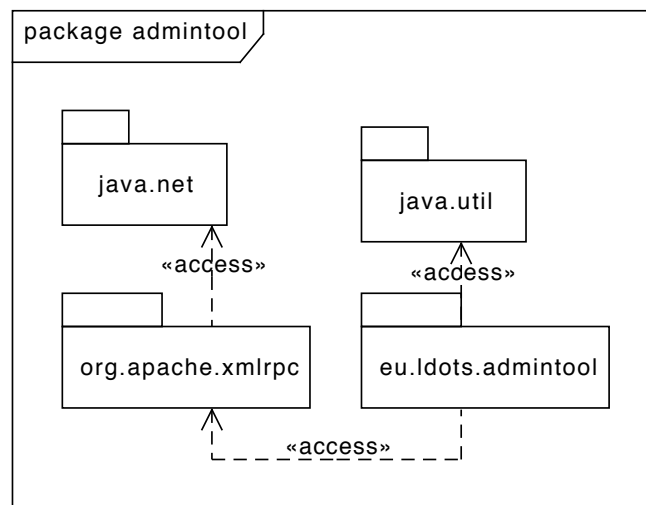 package admintool
java.net
java.util
«access»
«access»
org.apache.xmlrpc
eu.ldots.admintool
«access»